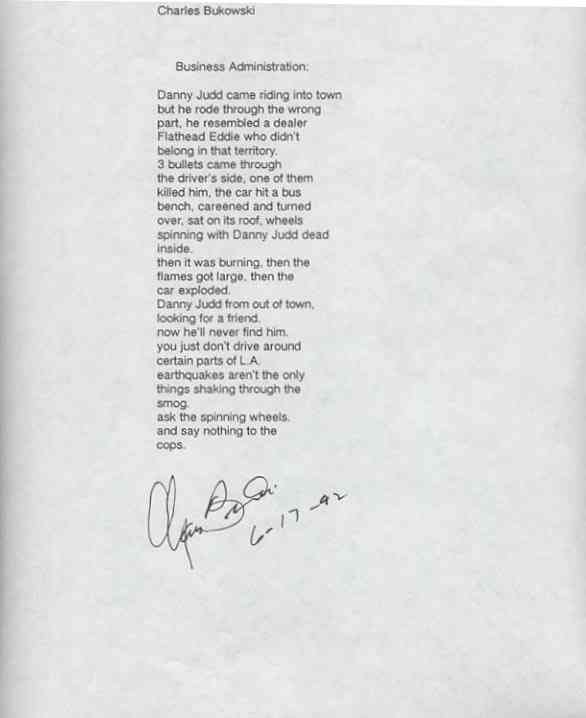 Charles Bukowski
Business Administration:
Danny Judd came riding into town
but he rode through the wrong
part, he resembled a dealer
Flathead Eddie who didn't
belong in that territory.
3 bullets came through
the driver's side, one of them
killed him, the car hit a bus
bench, careened and turned
over, sat on its roof, wheels
spinning with Danny Judd dead
inside.
then it was burning, then the
flames got large, then the
car exploded.
Danny Judd from out of town,
looking for a friend.
now he'll never find him.
you just don't drive around
certain parts of L.A.
earthquakes aren't the only
things shaking through the
smog.
ask the spinning wheels.
and say nothing to the
cops.
6-17-92